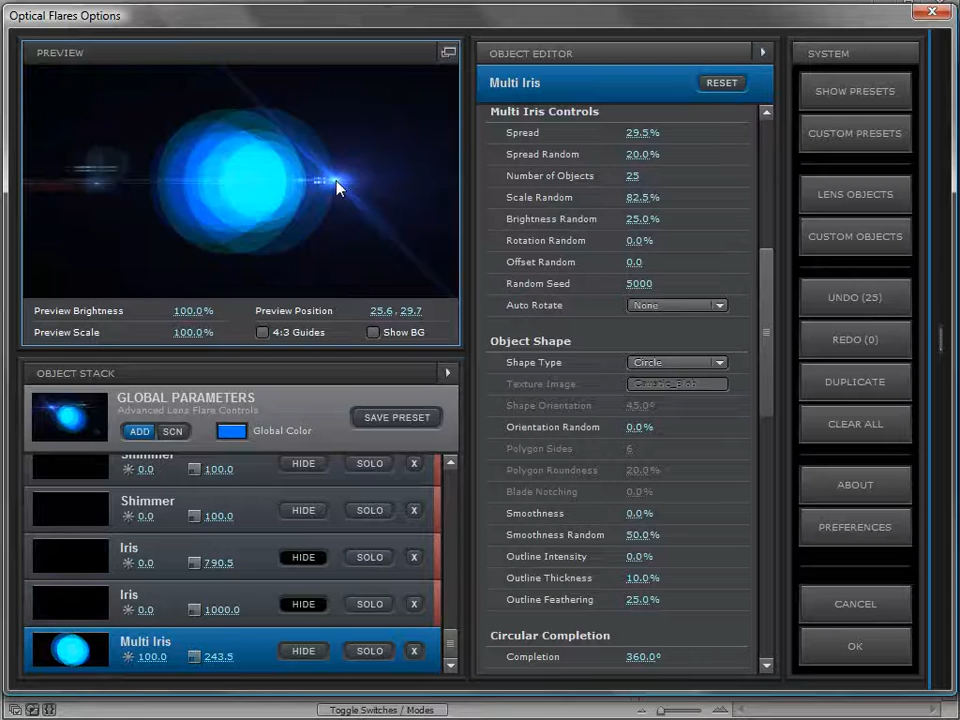 Optical Flares Options
PREVIEW
Preview Brightness 100.0% Preview Position 25.6 , 29.7
Preview Scale 100.0% 4:3 Guides Show BG
OBJECT STACK
GLOBAL PARAMETERS
Advanced Lens Flare Controls
ADD SCN Global Color SAVE PRESET
Shimmer
0.0 100.0 HIDE SOLO X
Shimmer
0.0 100.0 HIDE SOLO X
Iris
0.0 790.5 HIDE SOLO X
Iris
0.0 1000.0 HIDE SOLO X
Multi Iris
100.0 243.5 HIDE SOLO X
OBJECT EDITOR
Multi Iris RESET
Multi Iris Controls
Spread 29.5%
Spread Random 20.0%
Number of Objects 25
Scale Random 82.5%
Brightness Random 25.0%
Rotation Random 0.0%
Offset Random 0.0
Random Seed 5000
Auto Rotate None
Object Shape
Shape Type Circle
Texture Image
Shape Orientation 45.0º
Orientation Random 0.0%
Polygon Sides 6
Polygon Roundness 20.0%
Blade Notching 0.0%
Smoothness 0.0%
Smoothness Random 50.0%
Outline Intensity 0.0%
Outline Thickness 10.0%
Outline Feathering 25.0%
Circular Completion
Completion 360.0º
SYSTEM
SHOW PRESETS
CUSTOM PRESETS
LENS OBJECTS
CUSTOM OBJECTS
UNDO (25)
REDO (0)
DUPLICATE
CLEAR ALL
ABOUT
PREFERENCES
CANCEL
OK
Toggle Switches / Modes